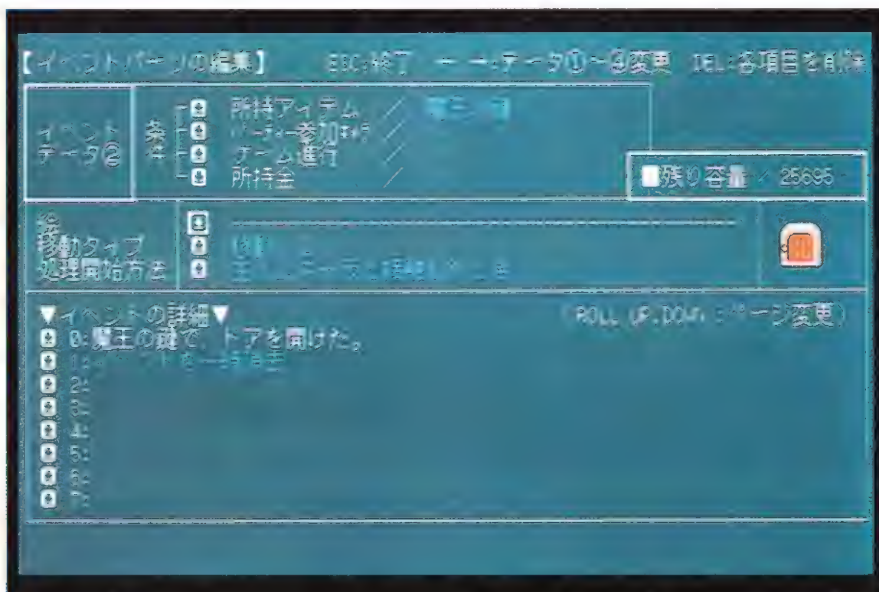 【イベントパーツの編集】 ESC:終了 ← →:データ①〜④変更 DEL:各項目を削除
イベント
データ②
条件
所持アイテム／
パーティー参加
ゲーム進行／
所持金／
■残り容量／25695
絵
移動タイプ
処理開始方法
▼イベントの詳細▼ (ROLL UP,DOWN:ページ変更)
0:魔王の鍵で、ドアを開けた。
1:
2:
3:
4:
5:
6:
7: